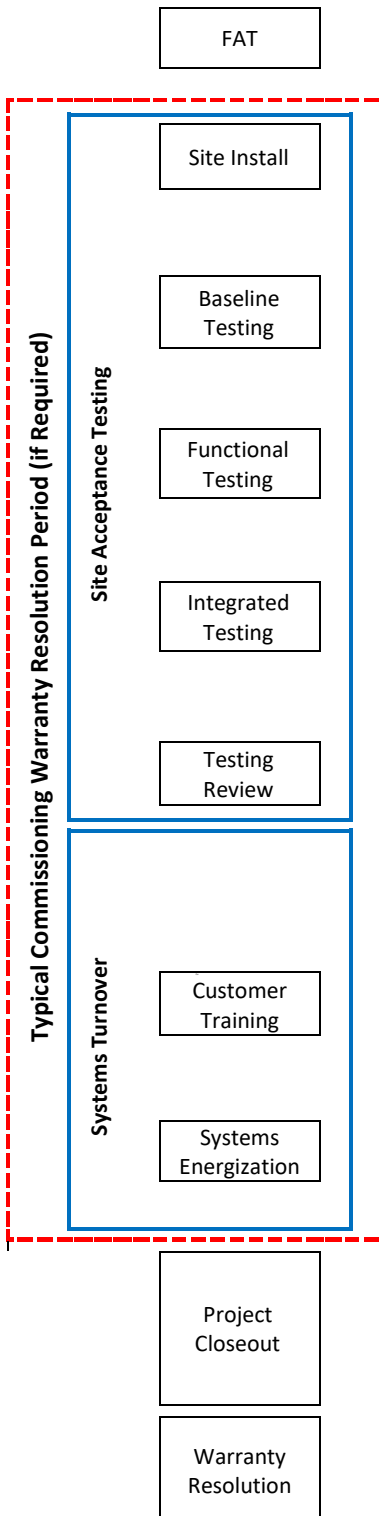 FAT
Typical Commissioning Warranty Resolution Period (if Required)
Site Acceptance Testing
Site Install
Baseline
Testing
Functional
Testing
Integrated
Testing
Testing
Review
Systems Turnover
Customer
Training
Systems
Energization
Project
Closeout
Warranty
Resolution